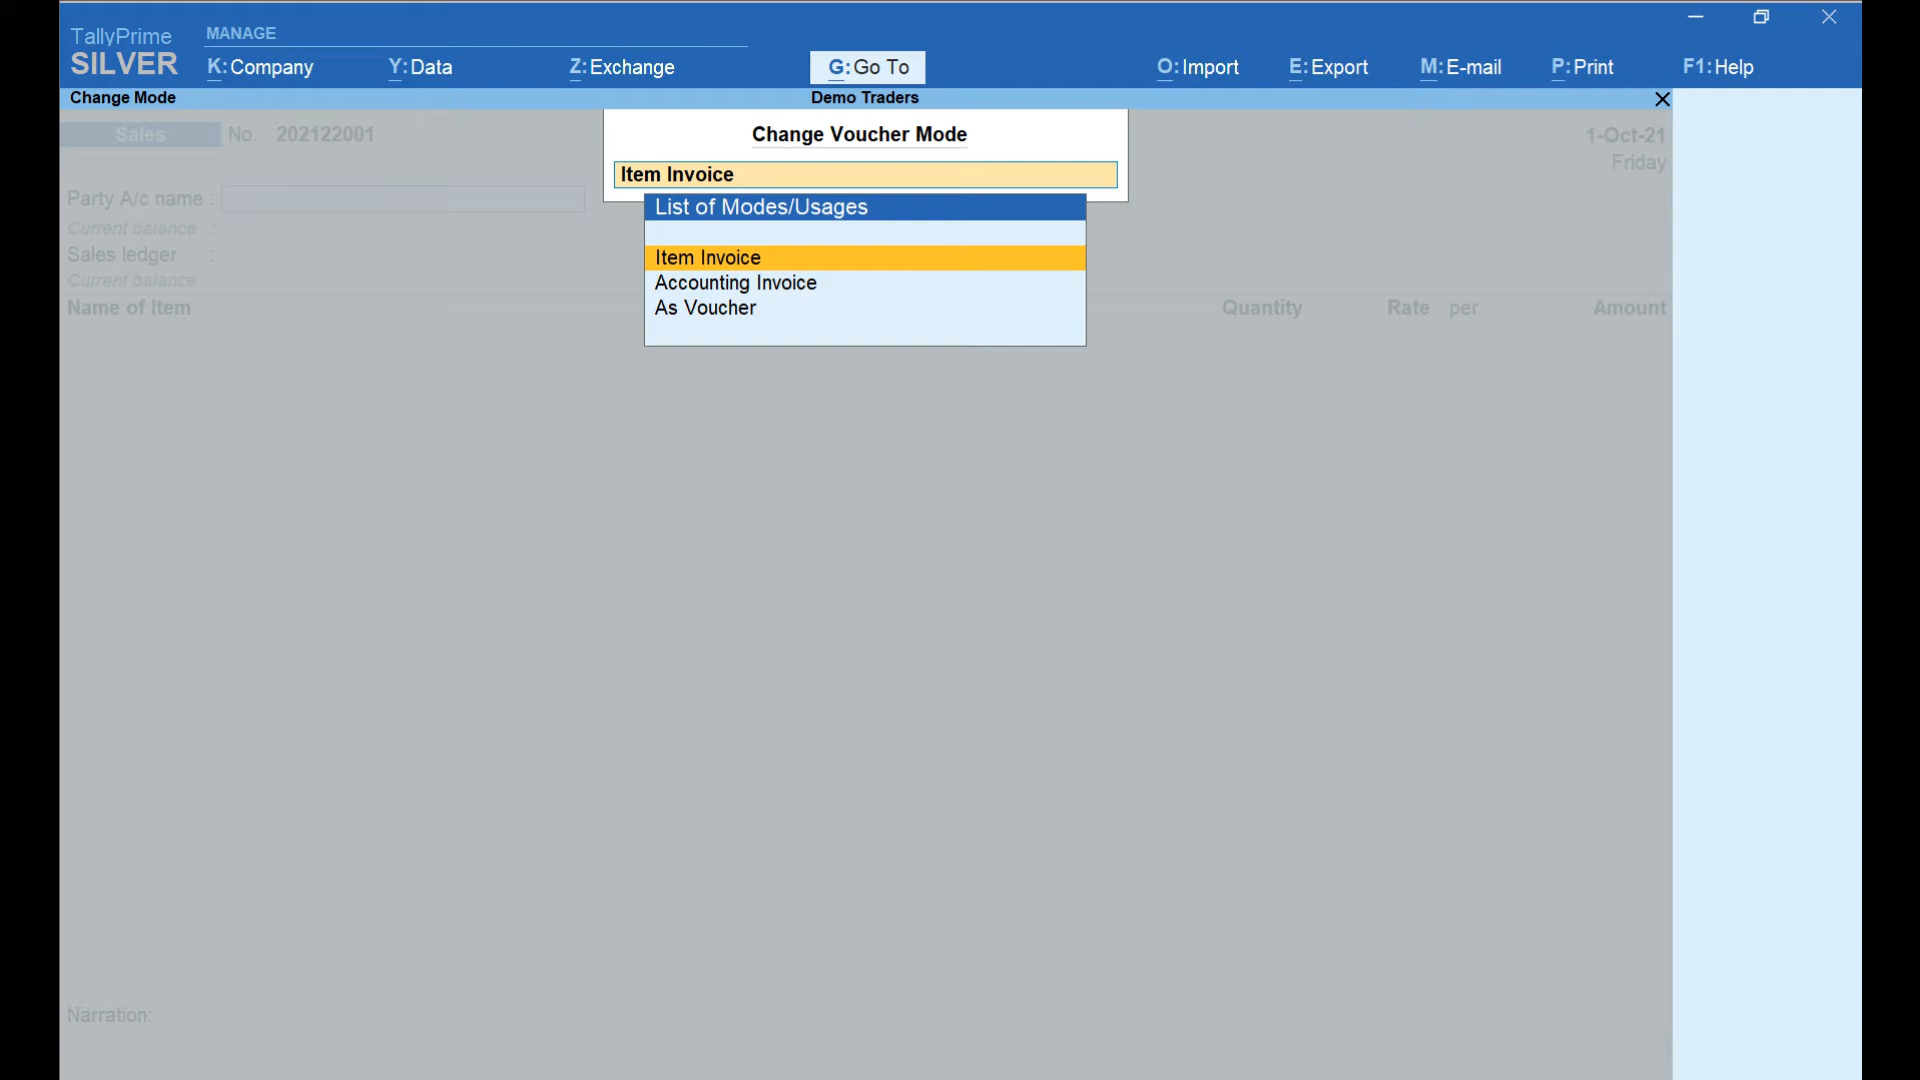 TallyPrime
SILVER
MANAGE
K:Company Y:Data Z:Exchange G:Go To O:Import E:Export M:E-mail P:Print F1:Help
Change Mode Demo Traders
Sales No. 202122001 1-Oct-21
Friday
Change Voucher Mode
Item Invoice
Party A/c name :
List of Modes/Usages
Current balance :
Sales ledger :
Current balance
Item Invoice
Accounting Invoice
As Voucher
Name of Item Quantity Rate per Amount
Narration: